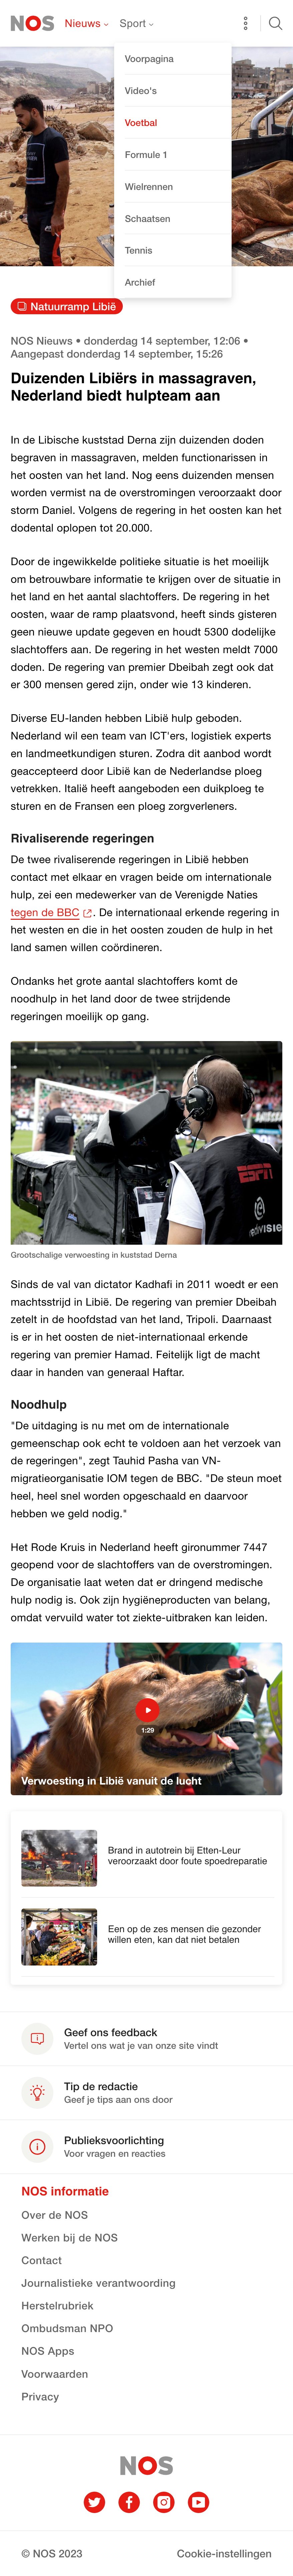 NOS Nieuws Sport
Voorpagina
Video's
Voetbal
Formule 1
Wielrennen
Schaatsen
Tennis
Archief
Natuurramp Libië
NOS Nieuws • donderdag 14 september, 12:06 •
Aangepast donderdag 14 september, 15:26
Duizenden Libiërs in massagraven,
Nederland biedt hulpteam aan
In de Libische kuststad Derna zijn duizenden doden
begraven in massagraven, melden functionarissen in
het oosten van het land. Nog eens duizenden mensen
worden vermist na de overstromingen veroorzaakt door
storm Daniel. Volgens de regering in het oosten kan het
dodental oplopen tot 20.000.
Door de ingewikkelde politieke situatie is het moeilijk
om betrouwbare informatie te krijgen over de situatie in
het land en het aantal slachtoffers. De regering in het
oosten, waar de ramp plaatsvond, heeft sinds gisteren
geen nieuwe update gegeven en houdt 5300 dodelijke
slachtoffers aan. De regering in het westen meldt 7000
doden. De regering van premier Dbeibah zegt ook dat
er 300 mensen gered zijn, onder wie 13 kinderen.
Diverse EU-landen hebben Libië hulp geboden.
Nederland wil een team van ICT'ers, logistiek experts
en landmeetkundigen sturen. Zodra dit aanbod wordt
geaccepteerd door Libië kan de Nederlandse ploeg
vetrekken. Italië heeft aangeboden een duikploeg te
sturen en de Fransen een ploeg zorgverleners.
Rivaliserende regeringen
De twee rivaliserende regeringen in Libië hebben
contact met elkaar en vragen beide om internationale
hulp, zei een medewerker van de Verenigde Naties
tegen de BBC. De internationaal erkende regering in
het westen en die in het oosten zouden de hulp in het
land samen willen coördineren.
Ondanks het grote aantal slachtoffers komt de
noodhulp in het land door de twee strijdende
regeringen moeilijk op gang.
ESPN
Grootschalige verwoesting in kuststad Derna
Sinds de val van dictator Kadhafi in 2011 woedt er een
machtsstrijd in Libië. De regering van premier Dbeibah
zetelt in de hoofdstad van het land, Tripoli. Daarnaast
is er in het oosten de niet-internationaal erkende
regering van premier Hamad. Feitelijk ligt de macht
daar in handen van generaal Haftar.
Noodhulp
"De uitdaging is nu met om de internationale
gemeenschap ook echt te voldoen aan het verzoek van
de regeringen", zegt Tauhid Pasha van VN-
migratieorganisatie IOM tegen de BBC. "De steun moet
heel, heel snel worden opgeschaald en daarvoor
hebben we geld nodig."
Het Rode Kruis in Nederland heeft gironummer 7447
geopend voor de slachtoffers van de overstromingen.
De organisatie laat weten dat er dringend medische
hulp nodig is. Ook zijn hygiëneproducten van belang,
omdat vervuild water tot ziekte-uitbraken kan leiden.
1:29
Verwoesting in Libië vanuit de lucht
Brand in autotrein bij Etten-Leur
veroorzaakt door foute spoedreparatie
Een op de zes mensen die gezonder
willen eten, kan dat niet betalen
Geef ons feedback
Vertel ons wat je van onze site vindt
Tip de redactie
Geef je tips aan ons door
Publieksvoorlichting
Voor vragen en reacties
NOS informatie
Over de NOS
Werken bij de NOS
Contact
Journalistieke verantwoording
Herstelrubriek
Ombudsman NPO
NOS Apps
Voorwaarden
Privacy
NOS
© NOS 2023 Cookie-instellingen